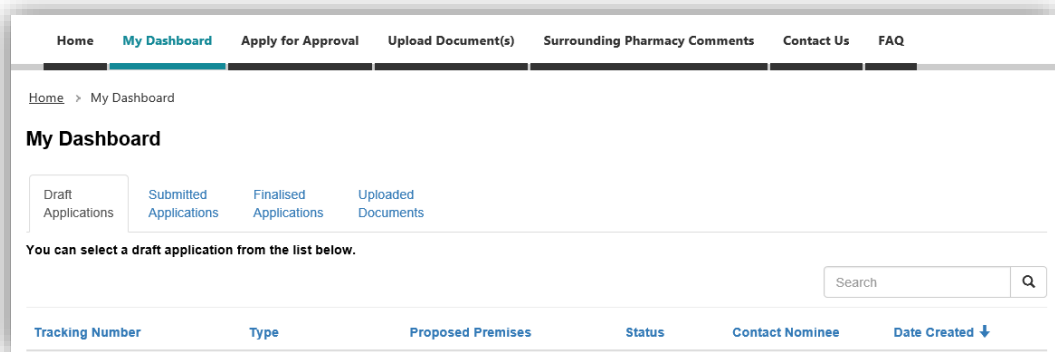 Home My Dashboard Apply for Approval Upload Document(s) Surrounding Pharmacy Comments Contact Us FAQ
Home > My Dashboard
My Dashboard
Draft Applications
Submitted Applications
Finalised Applications
Uploaded Documents
You can select a draft application from the list below.
Search
Tracking Number Type Proposed Premises Status Contact Nominee Date Created